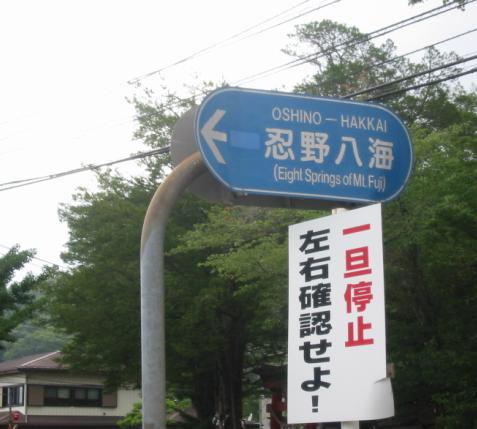 OSHINO－HAKKAI
忍野八海
(Eight Springs of Mt. Fuji)
一旦停止
左右確認せよ！